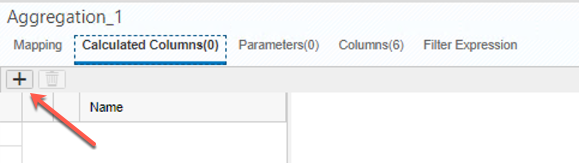 Aggregation_1
Mapping Calculated Columns(0) Parameters(0) Columns(6) Filter Expression
Name